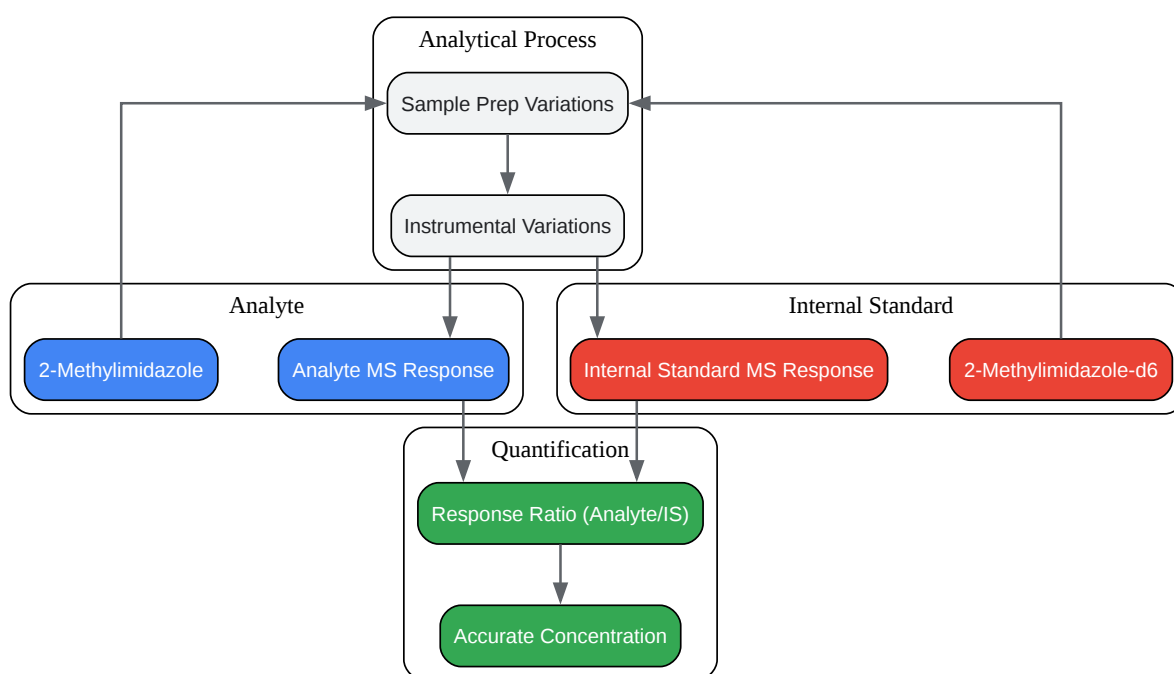 Analytical Process
Sample Prep Variations
Instrumental Variations
Analyte
Internal Standard
2-Methylimidazole
Analyte MS Response
Internal Standard MS Response
2-Methylimidazole-d6
Quantification
Response Ratio (Analyte/IS)
Accurate Concentration